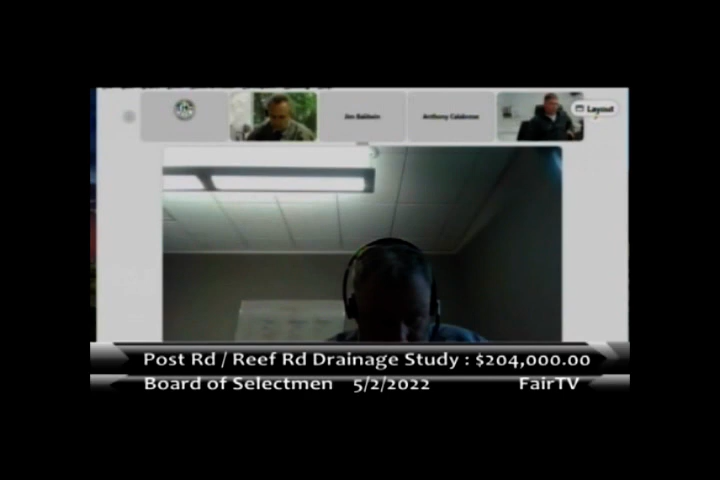 Layout
Jim Baldwin
Anthony Calabrese
Post Rd / Reef Rd Drainage Study : $204,000.00
Board of Selectmen 5/2/2022 FairTV